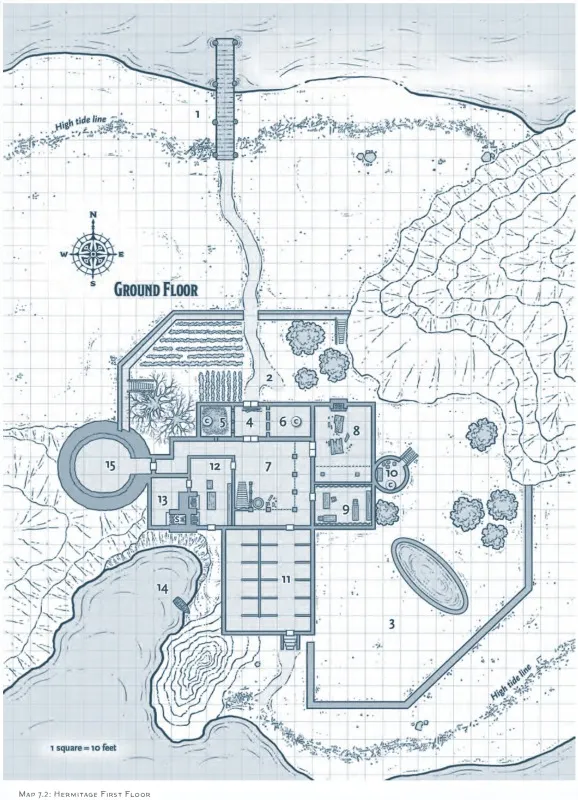 1
High tide line
N
W E
S
GROUND FLOOR
2
C 5 4 6 C
8
15 12 7 10
C
13
9
S
11
14
3
High tide line
1 square = 10 feet
MAP 7.2: HERMITAGE FIRST FLOOR